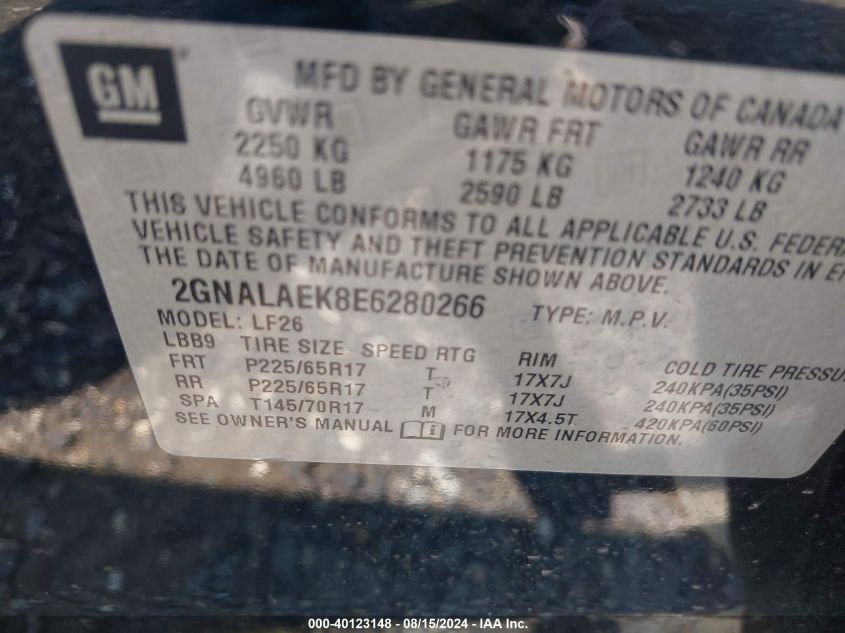 GM ®
MFD BY GENERAL MOTORS OF CANADA
GVWR GAWR FRT GAWR RR
2250 KG 1175 KG 1240 KG
4960 LB 2590 LB 2733 LB
THIS VEHICLE CONFORMS TO ALL APPLICABLE U.S. FEDERA
VEHICLE SAFETY AND THEFT PREVENTION STANDARDS IN EF
THE DATE OF MANUFACTURE SHOWN ABOVE.
2GNALAEK8E6280266 TYPE: M.P.V.
MODEL: LF26
LBB9 TIRE SIZE SPEED RTG RIM COLD TIRE PRESSU
FRT P225/65R17 T 17X7J 240KPA(35PSI)
RR P225/65R17 T 17X7J 240KPA(35PSI)
SPA T145/70R17 M 17X4.5T 420KPA(60PSI)
SEE OWNER'S MANUAL FOR MORE INFORMATION.
000-40123148 - 08/15/2024 - © IAA Holdings, LLC.